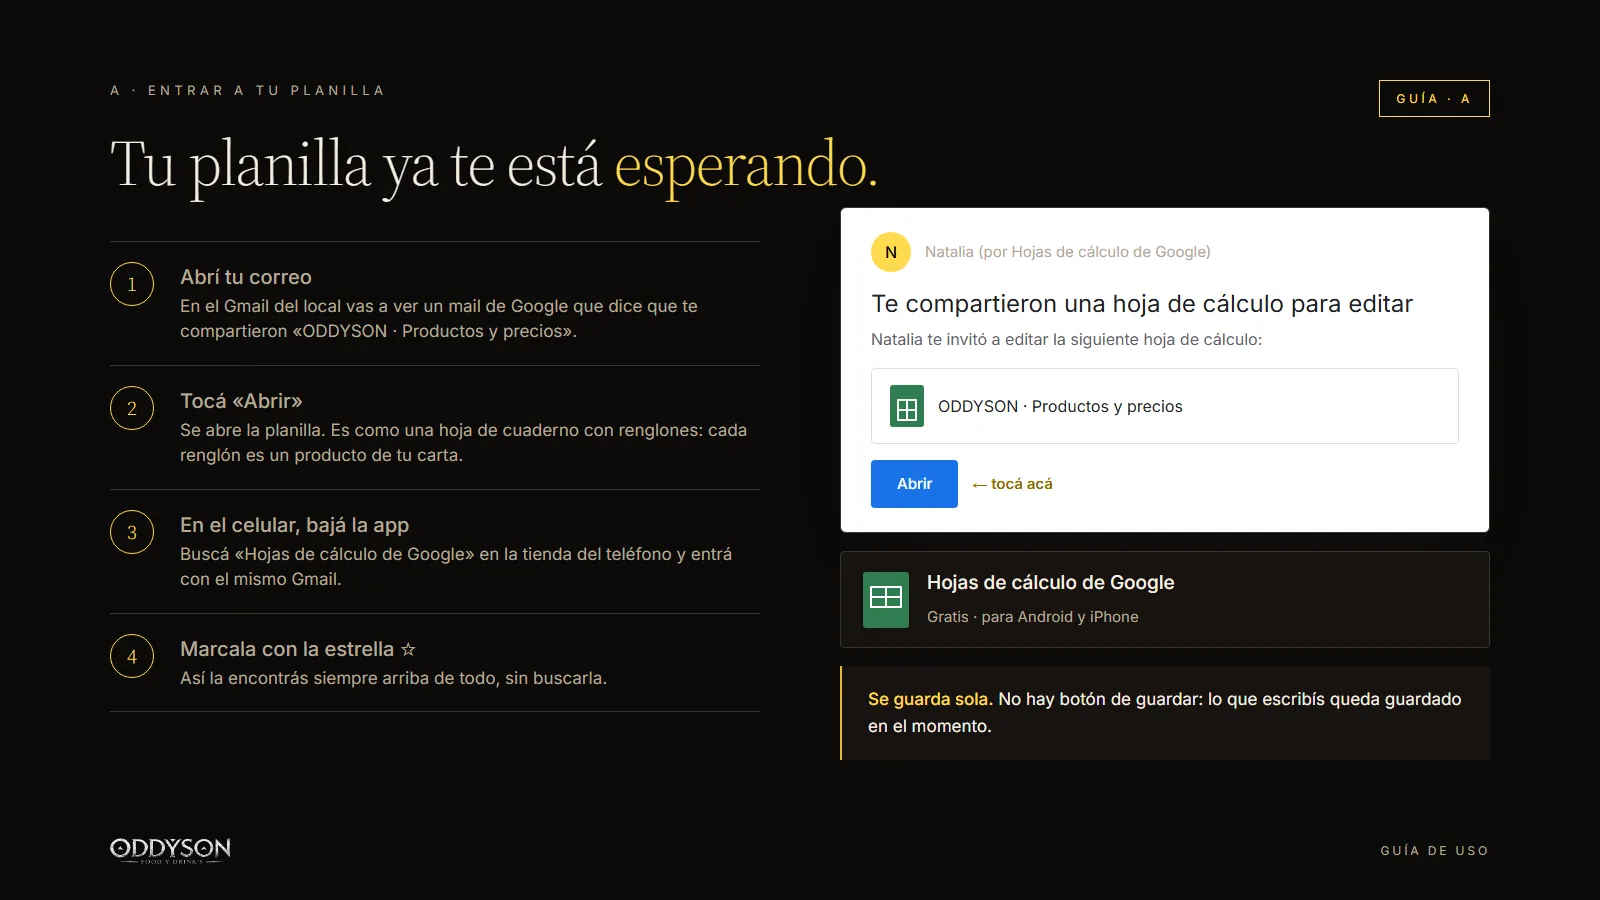 A · ENTRAR A TU PLANILLA
GUÍA · A
Tu planilla ya te está esperando.
1
Abrí tu correo
En el Gmail del local vas a ver un mail de Google que dice que te
compartieron «ODDYSON · Productos y precios».
2
Tocá «Abrir»
Se abre la planilla. Es como una hoja de cuaderno con renglones: cada
renglón es un producto de tu carta.
3
En el celular, bajá la app
Buscá «Hojas de cálculo de Google» en la tienda del teléfono y entrá
con el mismo Gmail.
4
Marcala con la estrella ☆
Así la encontrás siempre arriba de todo, sin buscarla.
N
Natalia (por Hojas de cálculo de Google)
Te compartieron una hoja de cálculo para editar
Natalia te invitó a editar la siguiente hoja de cálculo:
ODDYSON · Productos y precios
Abrir
← tocá acá
Hojas de cálculo de Google
Gratis · para Android y iPhone
Se guarda sola. No hay botón de guardar: lo que escribís queda guardado
en el momento.
ODDYSON
FOOD Y DRINK'S
GUÍA DE USO